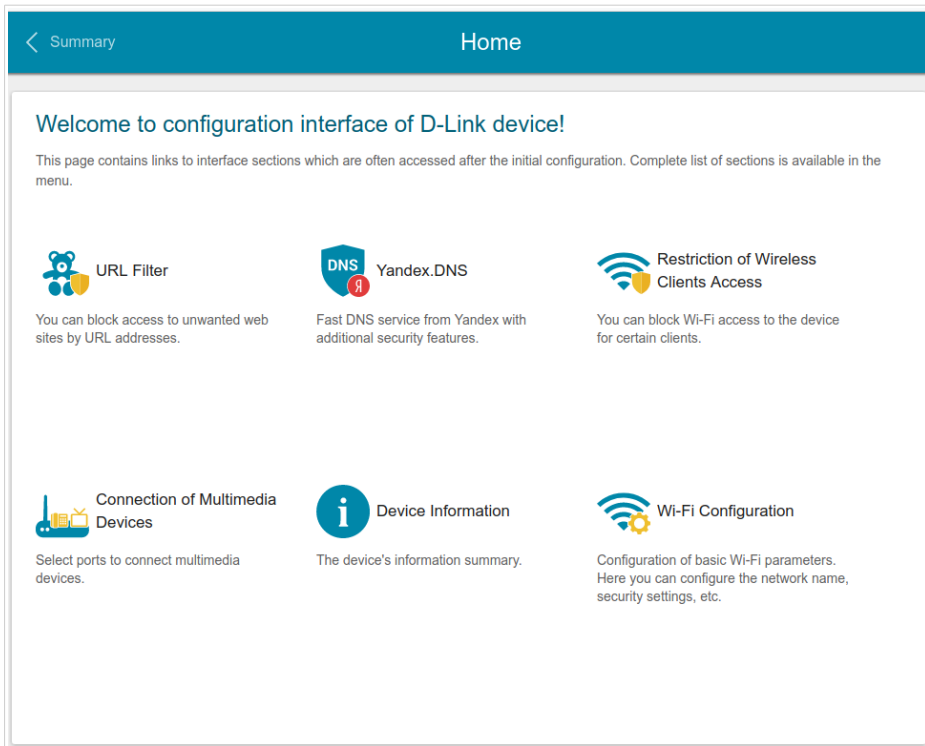 Summary
Home
Welcome to configuration interface of D-Link device!
This page contains links to interface sections which are often accessed after the initial configuration. Complete list of sections is available in the
menu.
URL Filter
You can block access to unwanted web
sites by URL addresses.
DNS
Я
Yandex.DNS
Fast DNS service from Yandex with
additional security features.
Restriction of Wireless
Clients Access
You can block Wi-Fi access to the device
for certain clients.
Connection of Multimedia
Devices
Select ports to connect multimedia
devices.
i
Device Information
The device's information summary.
Wi-Fi Configuration
Configuration of basic Wi-Fi parameters.
Here you can configure the network name,
security settings, etc.